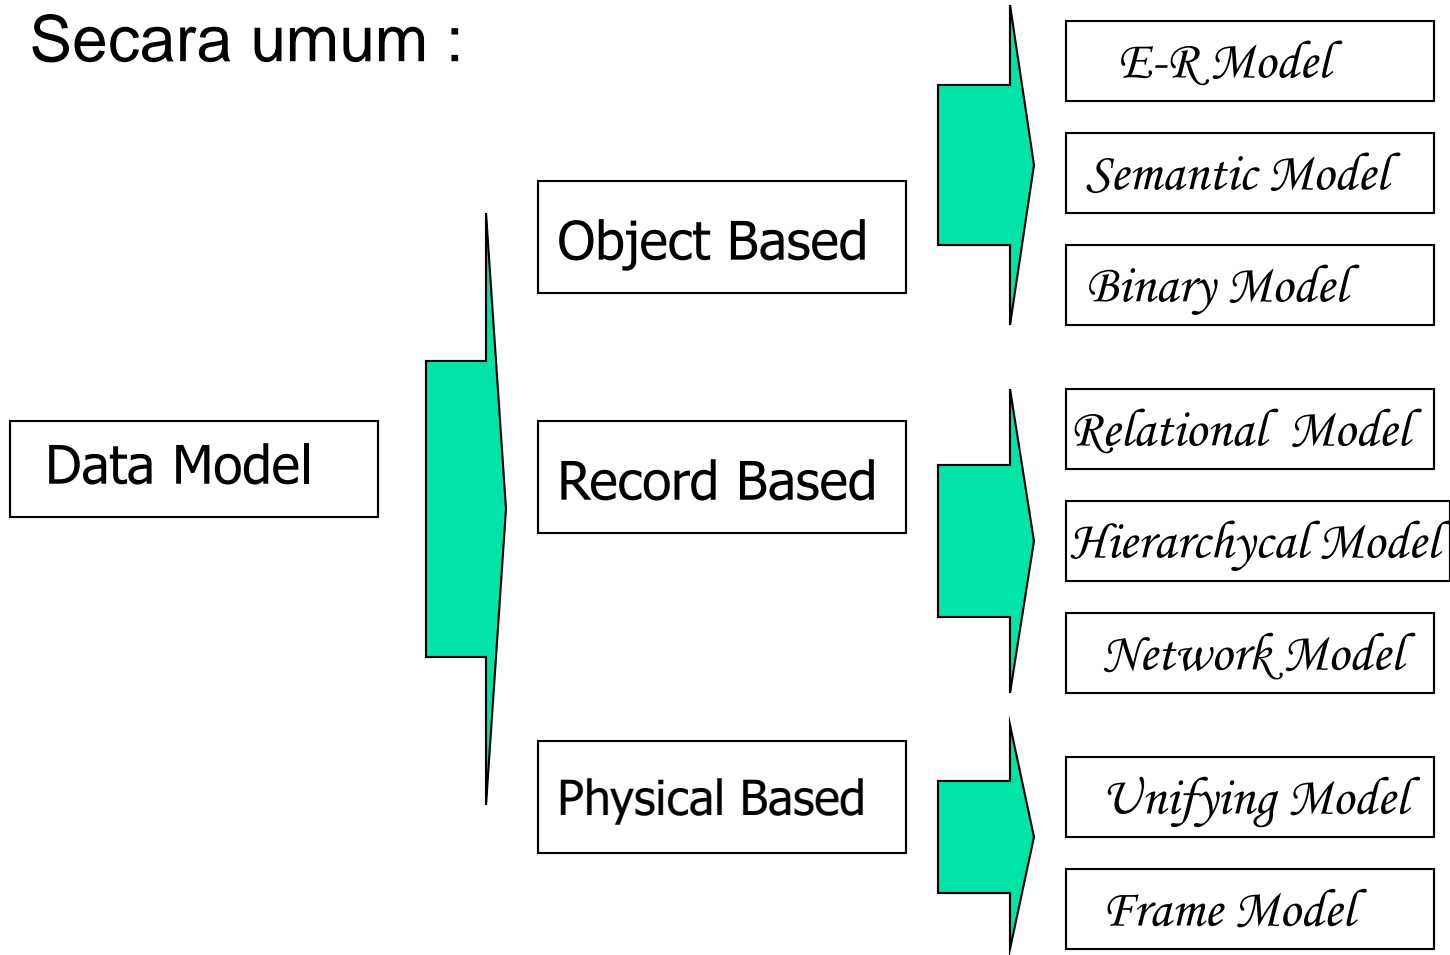 Secara umum :
Data Model
Object Based
E-R Model
Semantic Model
Binary Model
Record Based
Relational Model
Hierarchycal Model
Network Model
Physical Based
Unifying Model
Frame Model